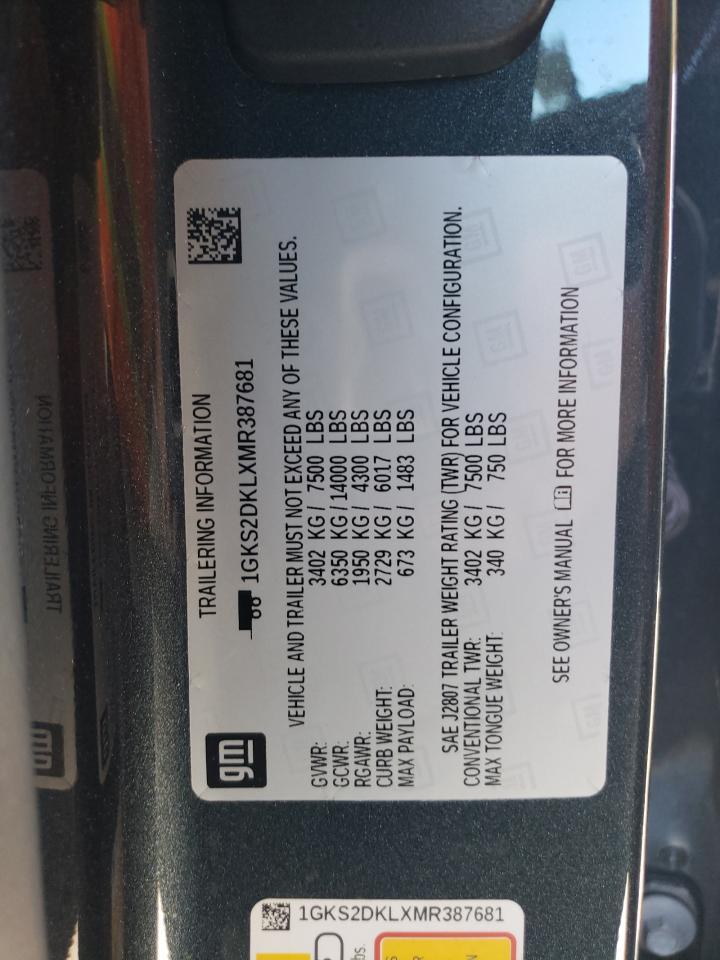 TRAILERING INFORMATION
1GKS2DKLXMR387681
gm
VEHICLE AND TRAILER MUST NOT EXCEED ANY OF THESE VALUES.
GVWR: 3402 KG / 7500 LBS
GCWR: 6350 KG / 14000 LBS
RGAWR: 1950 KG / 4300 LBS
CURB WEIGHT: 2729 KG / 6017 LBS
MAX PAYLOAD: 673 KG / 1483 LBS
SAE J2807 TRAILER WEIGHT RATING (TWR) FOR VEHICLE CONFIGURATION.
CONVENTIONAL TWR: 3402 KG / 7500 LBS
MAX TONGUE WEIGHT: 340 KG / 750 LBS
SEE OWNER'S MANUAL FOR MORE INFORMATION
1GKS2DKLXMR387681
lbs.